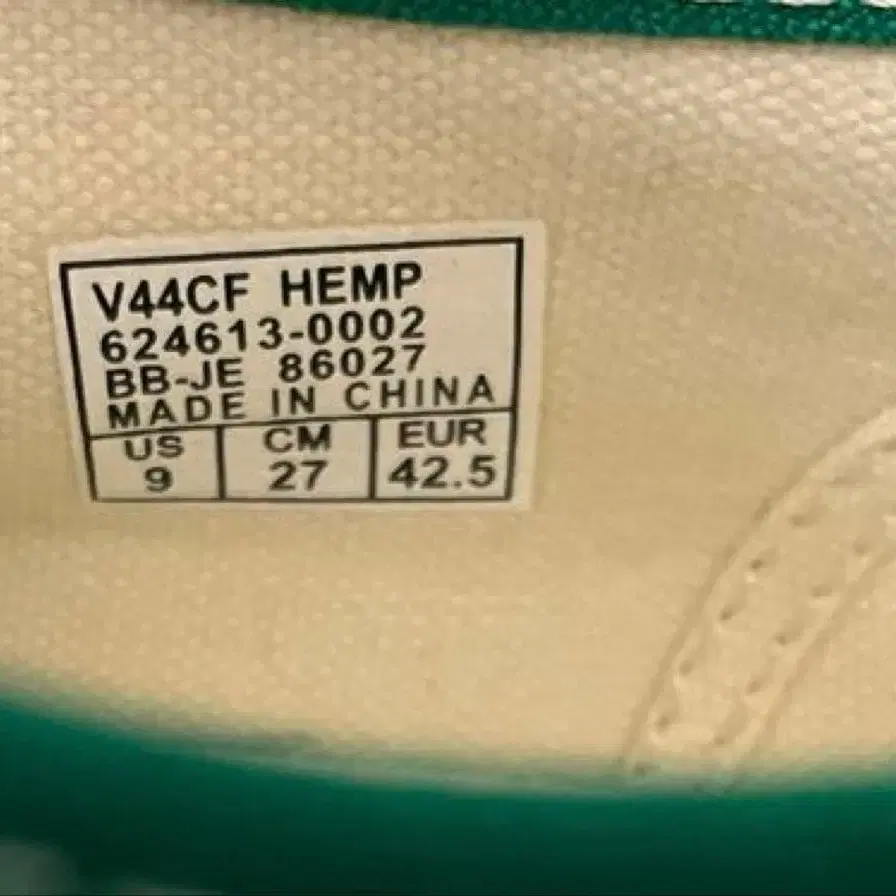 V44CF HEMP
624613-0002
BB-JE 86027
MADE IN CHINA
US CM EUR
9 27 42.5